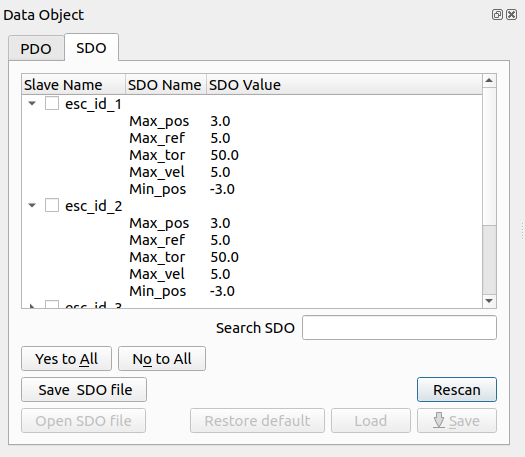 Data Object
PDO SDO
Slave Name SDO Name SDO Value
esc_id_1
Max_pos 3.0
Max_ref 5.0
Max_tor 50.0
Max_vel 5.0
Min_pos -3.0
esc_id_2
Max_pos 3.0
Max_ref 5.0
Max_tor 50.0
Max_vel 5.0
Min_pos -3.0
esc_id_3
Search SDO
Yes to All No to All
Save SDO file Rescan
Open SDO file Restore default Load Save